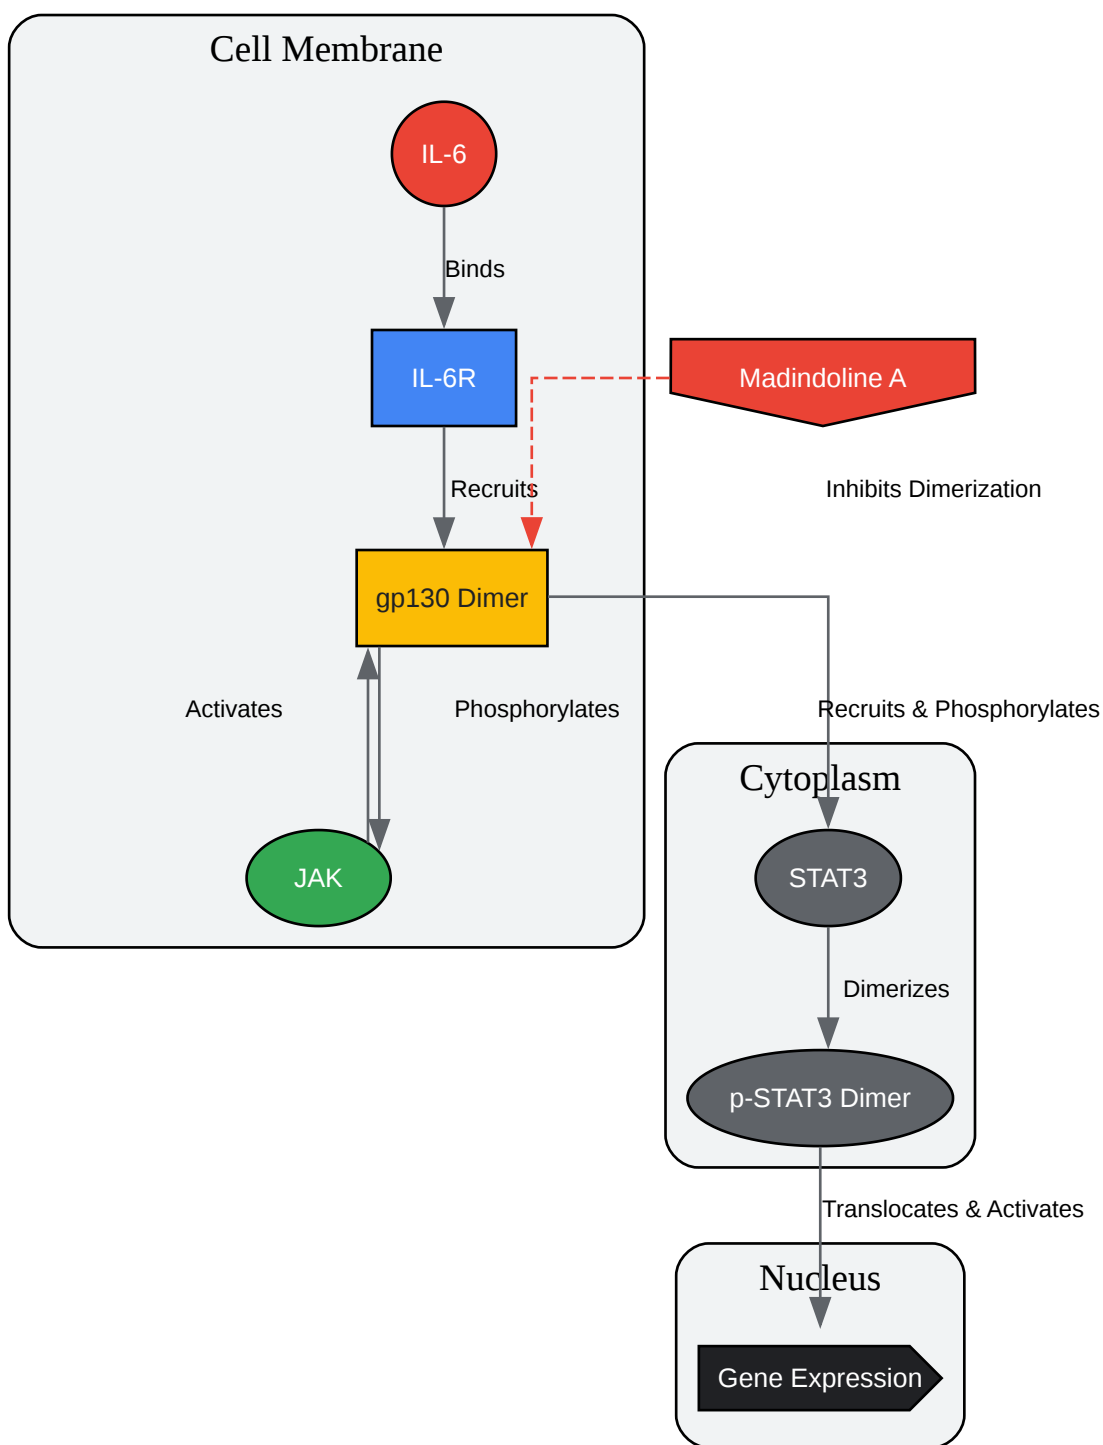 Cell Membrane
IL-6
Binds
IL-6R
Madindoline A
Recruits
Inhibits Dimerization
gp130 Dimer
Activates
Phosphorylates
Recruits & Phosphorylates
Cytoplasm
JAK
STAT3
Dimerizes
p-STAT3 Dimer
Translocates & Activates
Nucleus
Gene Expression